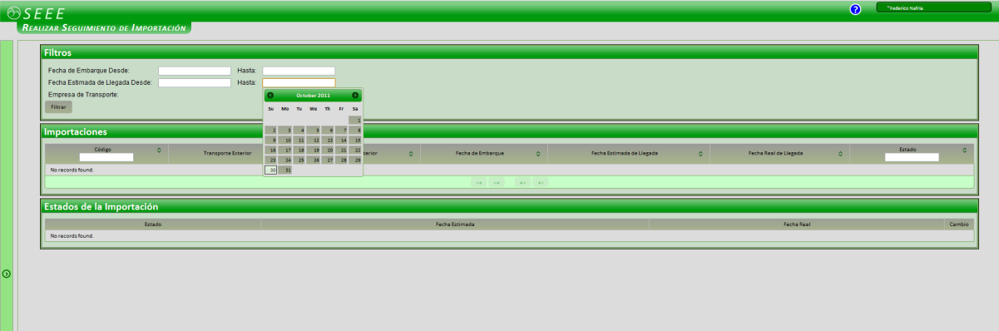 SEEE
?
"Federico Nafría
REALIZAR SEGUIMIENTO DE IMPORTACIÓN
Filtros
Fecha de Embarque Desde: Hasta:
Fecha Estimada de Llegada Desde: Hasta:
Empresa de Transporte:
Filtrar
October 2011
Su Mo Tu We Th Fr Sa
1
2 3 4 5 6 7 8
9 10 11 12 13 14 15
16 17 18 19 20 21 22
23 24 25 26 27 28 29
30 31
Importaciones
Código Transporte Exterior terior Fecha de Embarque Fecha Estimada de Llegada Fecha Real de Llegada Estado
No records found.
Estados de la Importación
Estado Fecha Estimada Fecha Real Cambio
No records found.